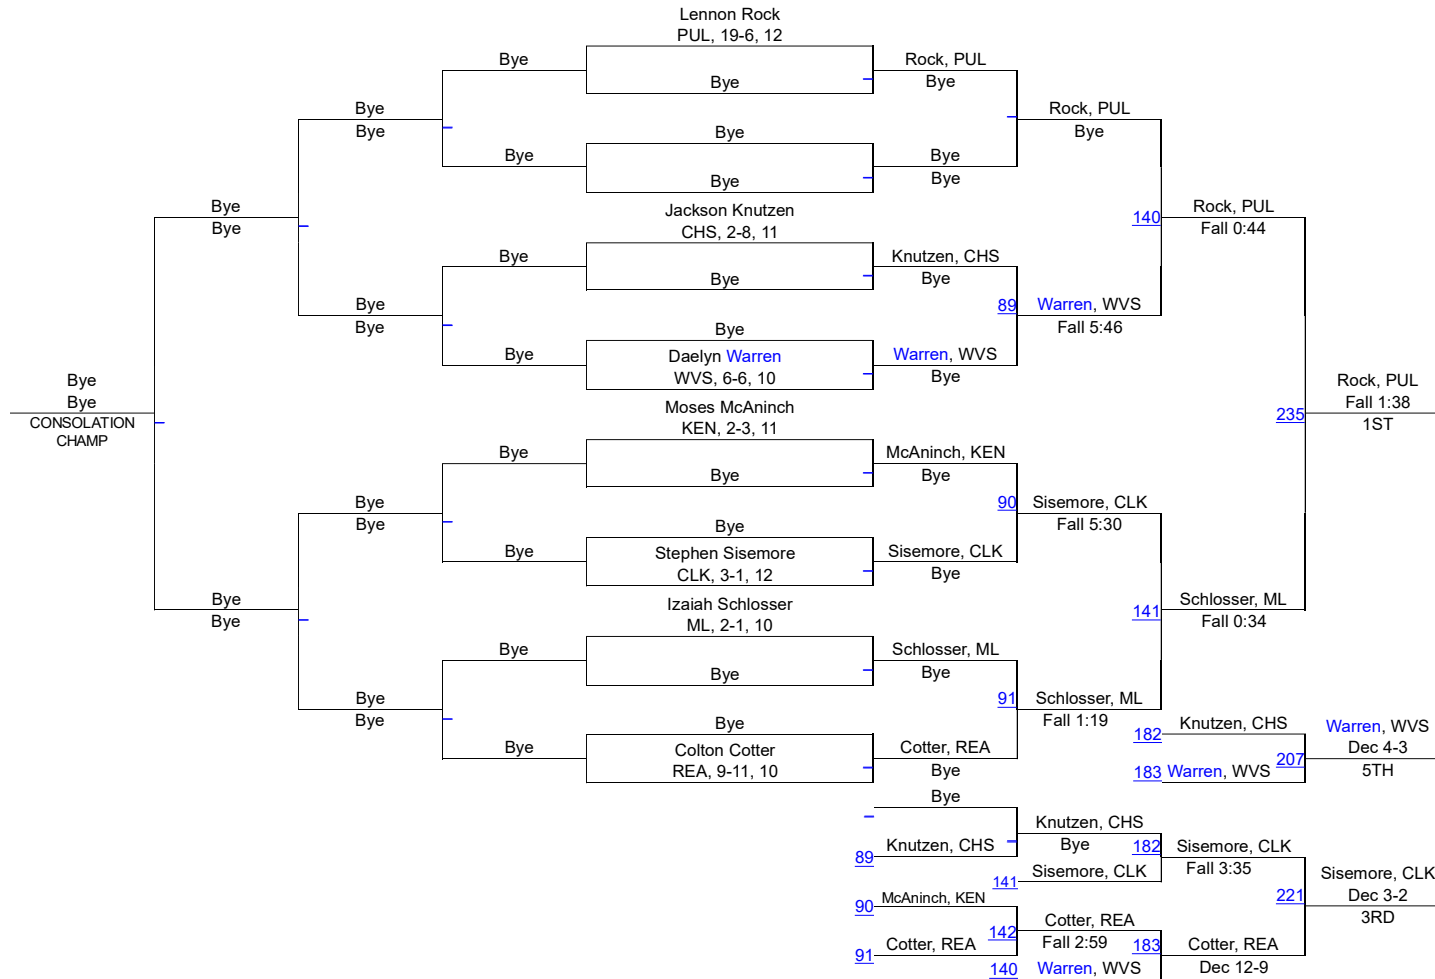 Lennon Rock
PUL, 19-6, 12
Bye
Rock, PUL
Bye
Bye
Bye
Rock, PUL
Bye
Bye
Bye
Bye
Bye
Bye
Bye
Bye
Bye
Bye
Jackson Knutzen
CHS, 2-8, 11
140
Rock, PUL
Fall 0:44
Bye
Knutzen, CHS
Bye
Bye
Bye
Bye
89
Warren, WVS
Fall 5:46
Bye
Bye
Daelyn Warren
WVS, 6-6, 10
Warren, WVS
Bye
Bye
Bye
CONSOLATION
CHAMP
Rock, PUL
Fall 1:38
1ST
235
Moses McAninch
KEN, 2-3, 11
Bye
McAninch, KEN
Bye
Bye
Bye
Bye
90
Sisemore, CLK
Fall 5:30
Bye
Bye
Stephen Sisemore
CLK, 3-1, 12
Sisemore, CLK
Bye
Bye
Bye
Izaiah Schlosser
ML, 2-1, 10
141
Schlosser, ML
Fall 0:34
Bye
Schlosser, ML
Bye
Bye
Bye
Bye
91
Schlosser, ML
Fall 1:19
Bye
Bye
Colton Cotter
REA, 9-11, 10
Cotter, REA
Bye
182
Knutzen, CHS
183
Warren, WVS
207
Warren, WVS
Dec 4-3
5TH
Bye
89
Knutzen, CHS
Knutzen, CHS
Bye
141
Sisemore, CLK
182
Sisemore, CLK
Fall 3:35
90
McAninch, KEN
91
Cotter, REA
142
Cotter, REA
Fall 2:59
140
Warren, WVS
183
Cotter, REA
Dec 12-9
221
Sisemore, CLK
Dec 3-2
3RD